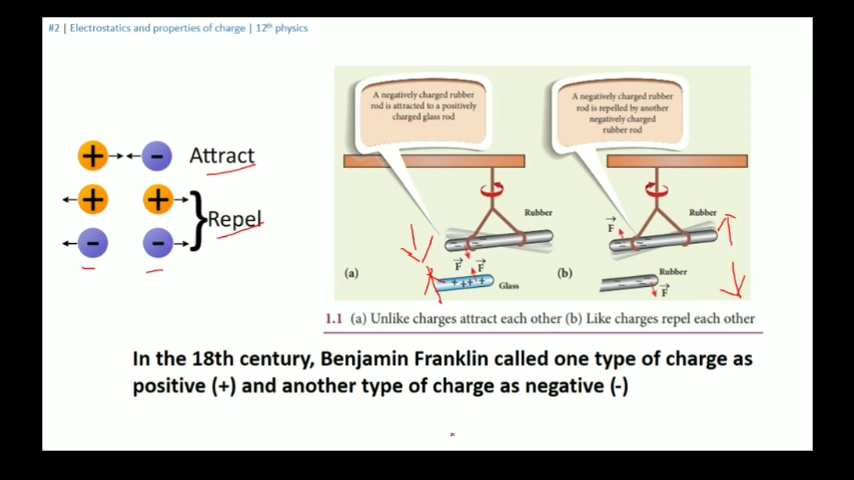 #2 | Electrostatics and properties of charge | 12th physics
A negatively charged rubber
rod is attracted to a positively
charged glass rod
A negatively charged rubber
rod is repelled by another
negatively charged
rubber rod
+ - Attract
+ +
Repel
- -
Rubber
F
F
Glass
(a)
Rubber
F
Rubber
F
(b)
1.1 (a) Unlike charges attract each other (b) Like charges repel each other
In the 18th century, Benjamin Franklin called one type of charge as
positive (+) and another type of charge as negative (-)